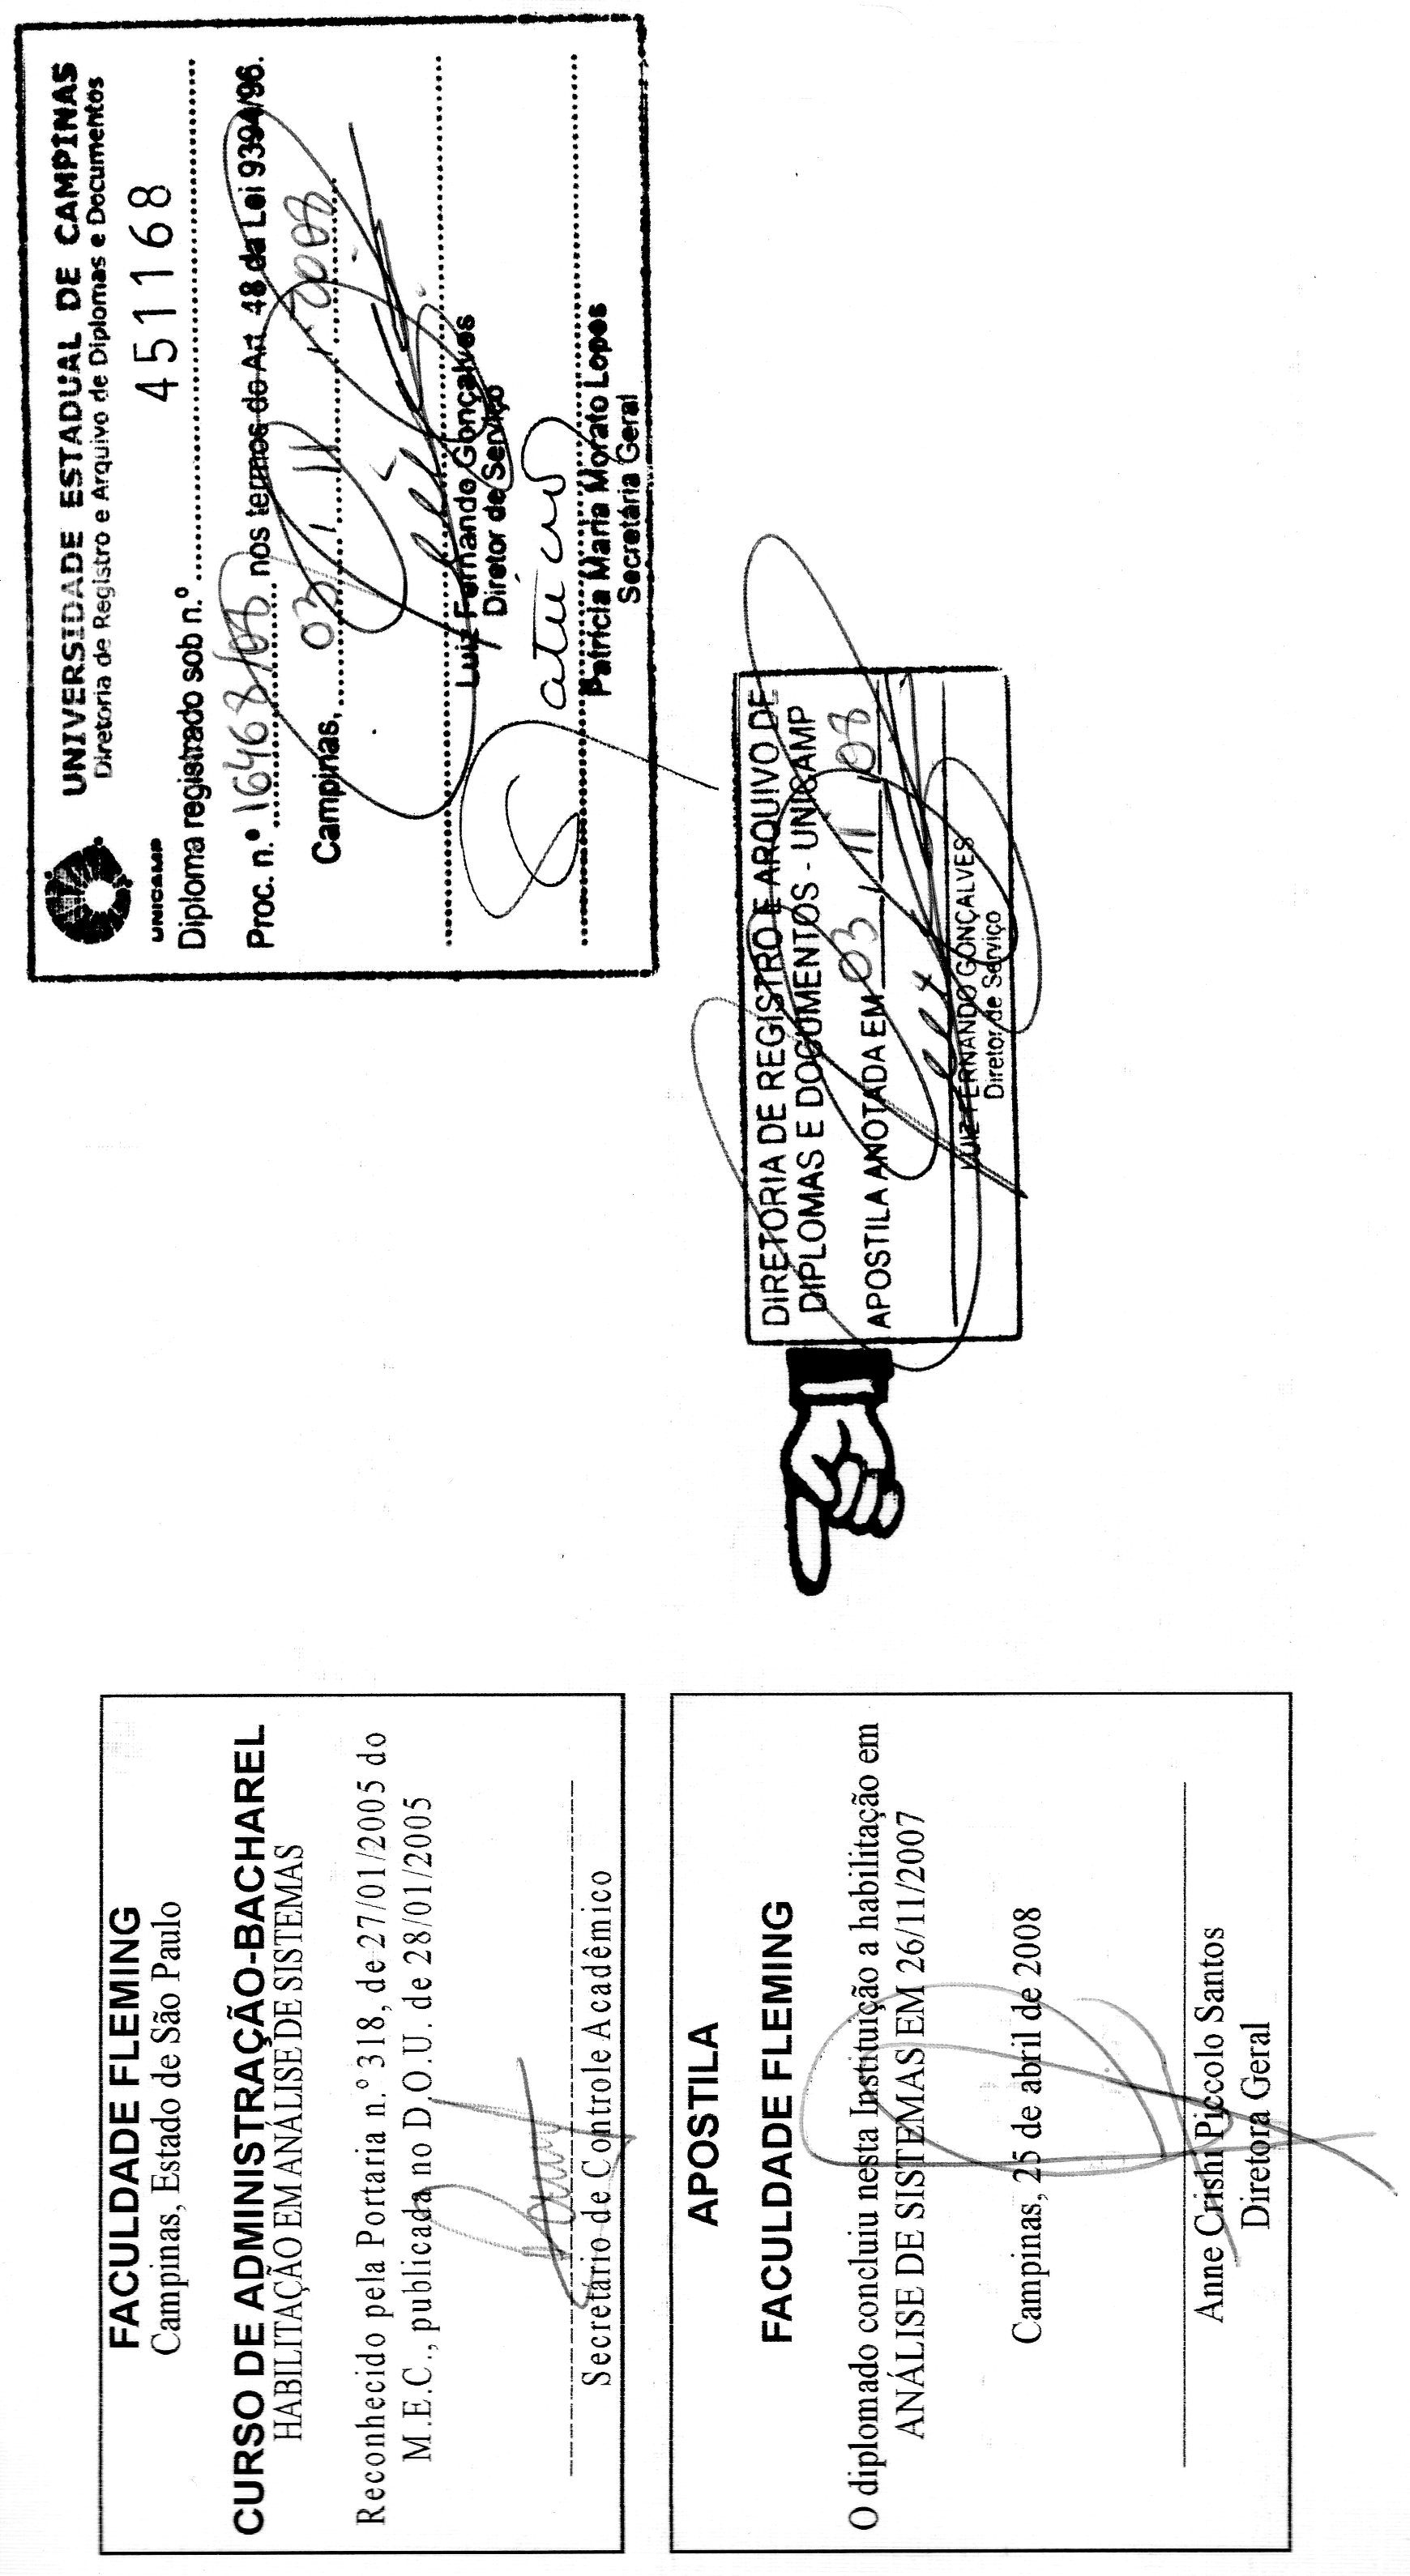 FACULDADE FLEMING
Campinas, Estado de São Paulo
CURSO DE ADMINISTRAÇÃO-BACHAREL
HABILITAÇÃO EM ANÁLISE DE SISTEMAS
Reconhecido pela Portaria n.º 318, de 27/01/2005 do
M.E.C., publicada no D.O.U. de 28/01/2005
Secretário de Controle Acadêmico
APOSTILA
FACULDADE FLEMING
O diplomado concluiu nesta Instituição a habilitação em
ANÁLISE DE SISTEMAS EM 26/11/2007
Campinas, 25 de abril de 2008
Anne Crishi Piccolo Santos
Diretora Geral
UNIVERSIDADE ESTADUAL DE CAMPINAS
Diretoria de Registro e Arquivo de Diplomas e Documentos
UNICAMP
451168
Diploma registrado sob n.º
Proc. n.º 16468/08 nos termos do Art. 48 da Lei 9394/96.
Campinas, 03 / 11 / 2008
Luiz Fernando Gonçalves
Diretor de Serviço
Patrícia Maria Morato Lopes
Secretária Geral
DIRETORIA DE REGISTRO E ARQUIVO DE
DIPLOMAS E DOCUMENTOS - UNICAMP
APOSTILA ANOTADA EM 03 / 11 / 08
LUIZ FERNANDO GONÇALVES
Diretor de Serviço